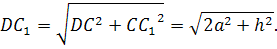 DC₁ = √(DC² + CC₁²) = √(2a² + h²).